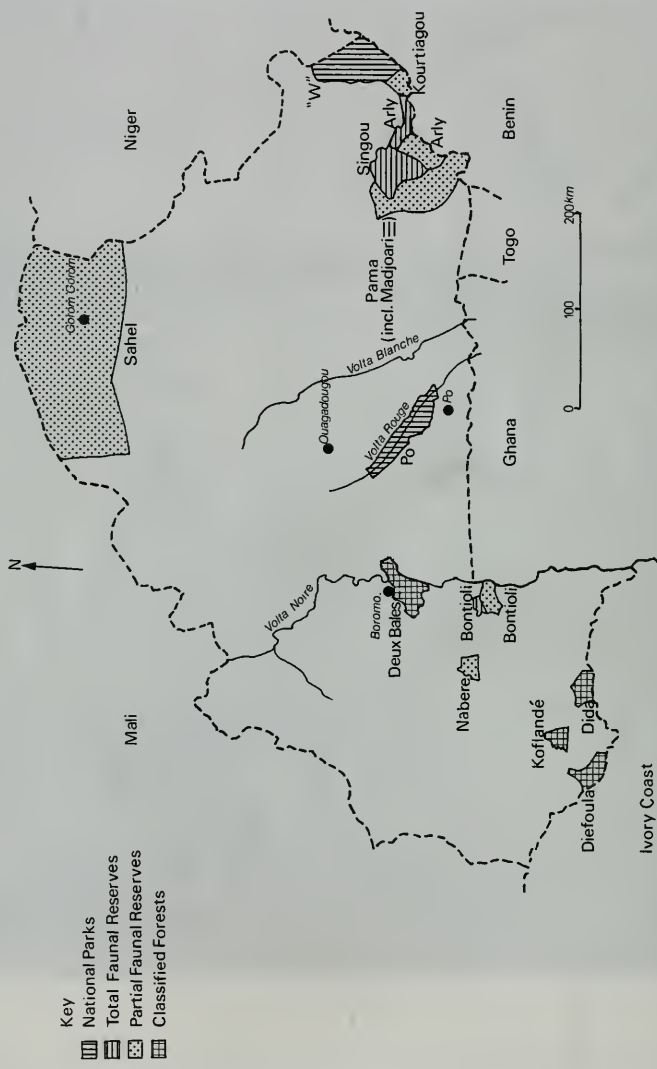 Key
National Parks
Total Faunal Reserves
Partial Faunal Reserves
Classified Forests
N
Mali
Niger
Gorom Gorom
Sahel
Volta Noire
Ouagadougou
Volta Blanche
Volta Rouge
Po
Po
Boromo
Deux Bales
Nabere
Bontioli
Bontioli
Koflandé
Dida
Diefoula
Ivory Coast
Ghana
Togo
Benin
Pama
(incl. Madjoari)
Singou
Arly
Arly
"W"
Kourtiagou
0
100
200km